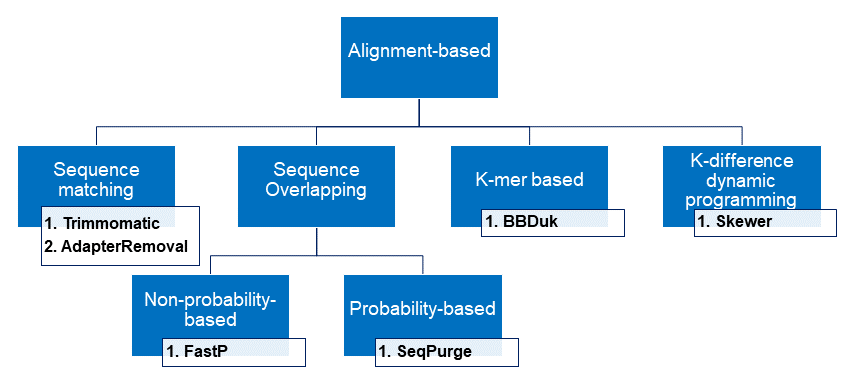 Alignment-based
Sequence
matching
1. Trimmomatic
2. AdapterRemoval
Sequence
Overlapping
K-mer based
1. BBDuk
K-difference
dynamic
programming
1. Skewer
Non-probability-
based
1. FastP
Probability-based
1. SeqPurge